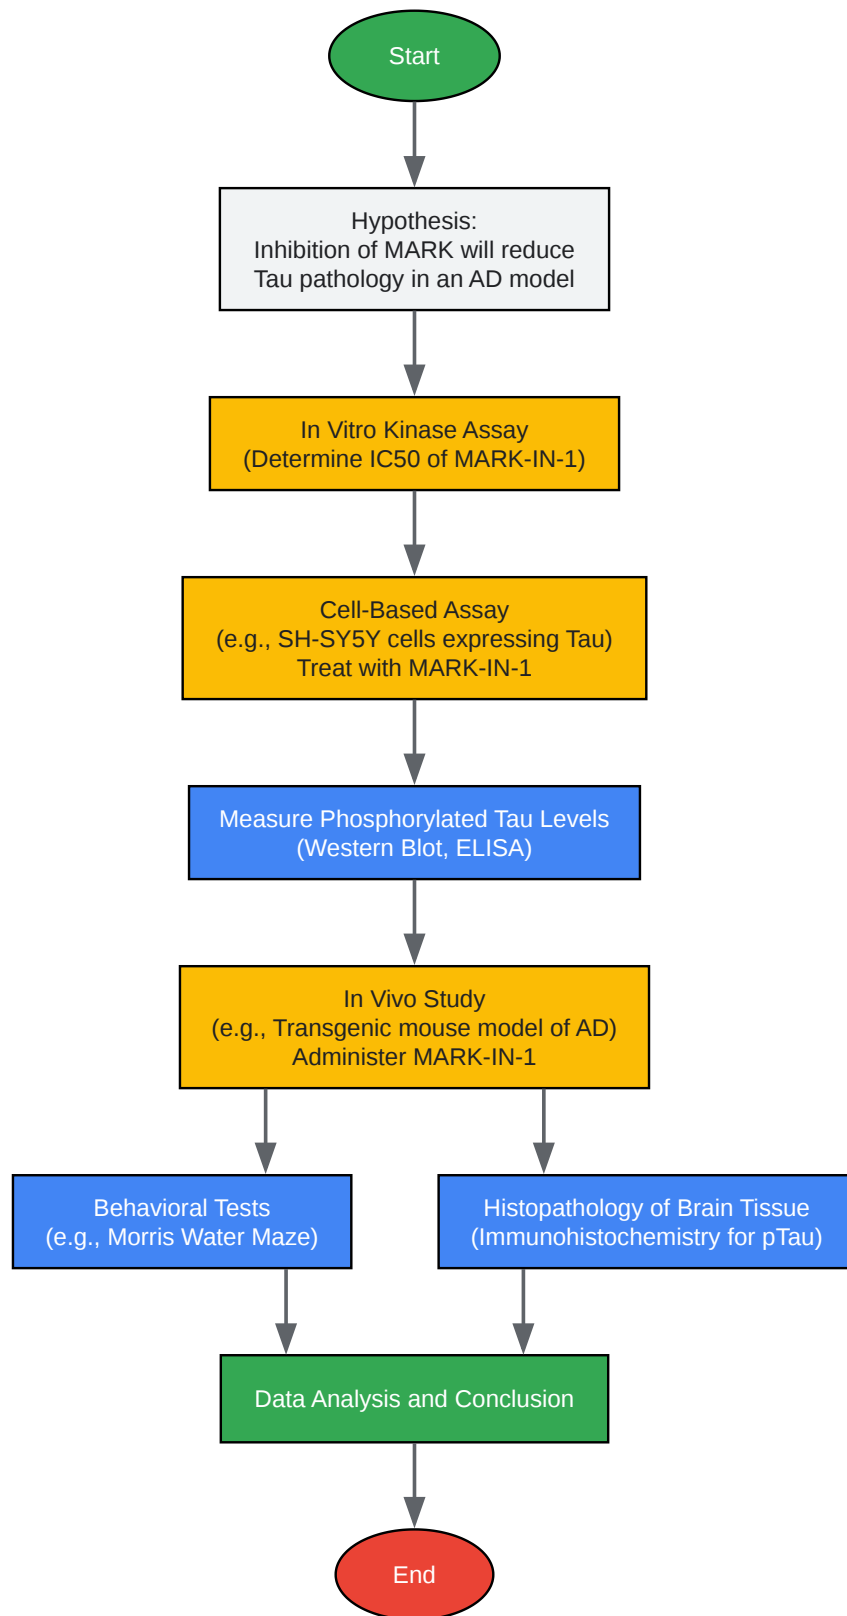 Start
Hypothesis:
Inhibition of MARK will reduce
Tau pathology in an AD model
In Vitro Kinase Assay
(Determine IC50 of MARK-IN-1)
Cell-Based Assay
(e.g., SH-SY5Y cells expressing Tau)
Treat with MARK-IN-1
Measure Phosphorylated Tau Levels
(Western Blot, ELISA)
In Vivo Study
(e.g., Transgenic mouse model of AD)
Administer MARK-IN-1
Behavioral Tests
(e.g., Morris Water Maze)
Histopathology of Brain Tissue
(Immunohistochemistry for pTau)
Data Analysis and Conclusion
End